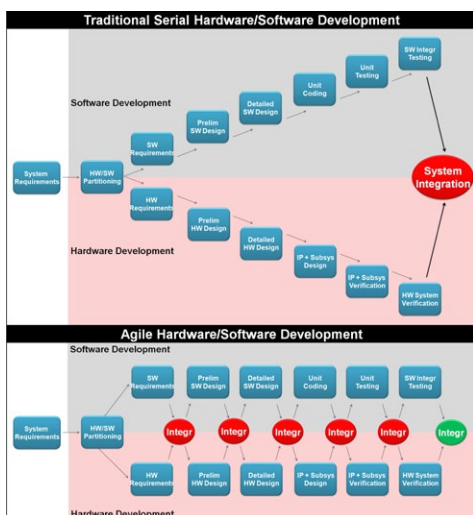 Traditional Serial Hardware/Software Development
Software Development
SW Integr
Testing
Unit
Testing
Unit
Coding
Detailed
SW Design
Prelim
SW Design
SW
Requirements
System
Requirements
HW/SW
Partitioning
System
Integration
HW
Requirements
Prelim
HW Design
Hardware Development
Detailed
HW Design
IP + Subsys
Design
IP + Subsys
Verification
HW System
Verification
Agile Hardware/Software Development
Software Development
SW
Requirements
Prelim
SW Design
Detailed
SW Design
Unit
Coding
Unit
Testing
SW Integr
Testing
System
Requirements
HW/SW
Partitioning
Integr
Integr
Integr
Integr
Integr
Integr
HW
Requirements
Prelim
HW Design
Detailed
HW Design
IP + Subsys
Design
IP + Subsys
Verification
HW System
Verification
Hardware Development